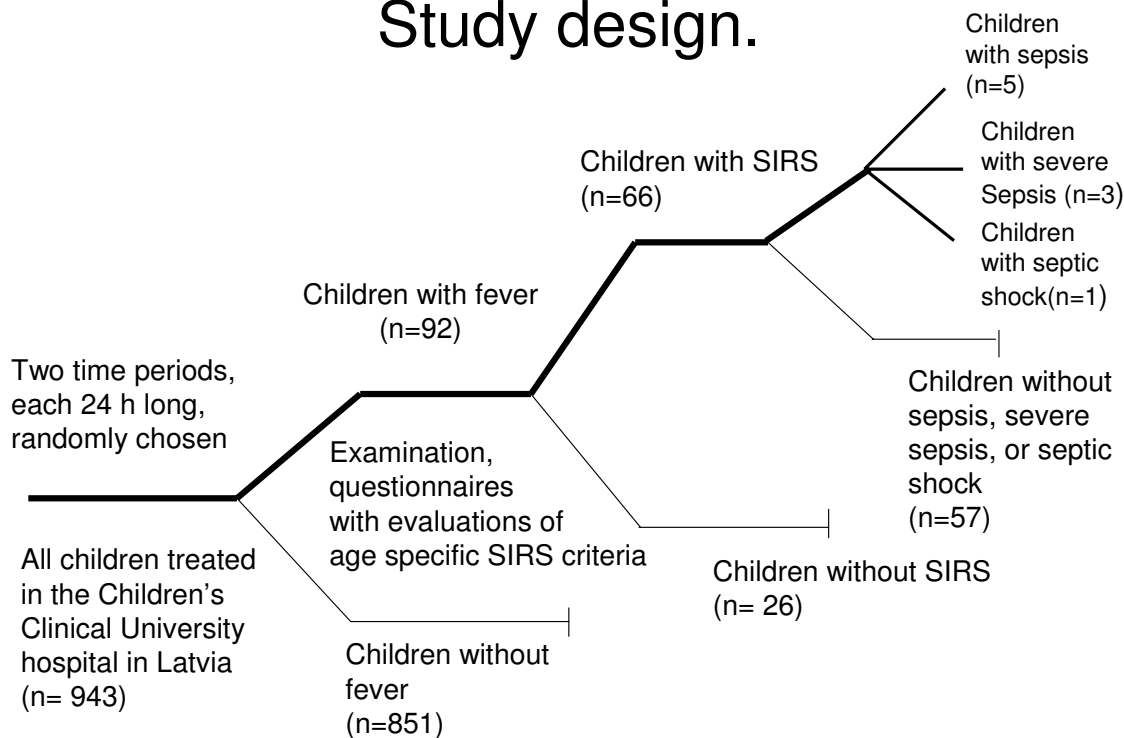 Study design.
Two time periods,
each 24 h long,
randomly chosen
All children treated
in the Children's
Clinical University
hospital in Latvia
(n= 943)
Children with fever
(n=92)
Examination,
questionnaires
with evaluations of
age specific SIRS criteria
Children without
fever
(n=851)
Children with SIRS
(n=66)
Children without SIRS
(n= 26)
Children
with sepsis
(n=5)
Children
with severe
Sepsis (n=3)
Children
with septic
shock(n=1)
Children without
sepsis, severe
sepsis, or septic
shock
(n=57)